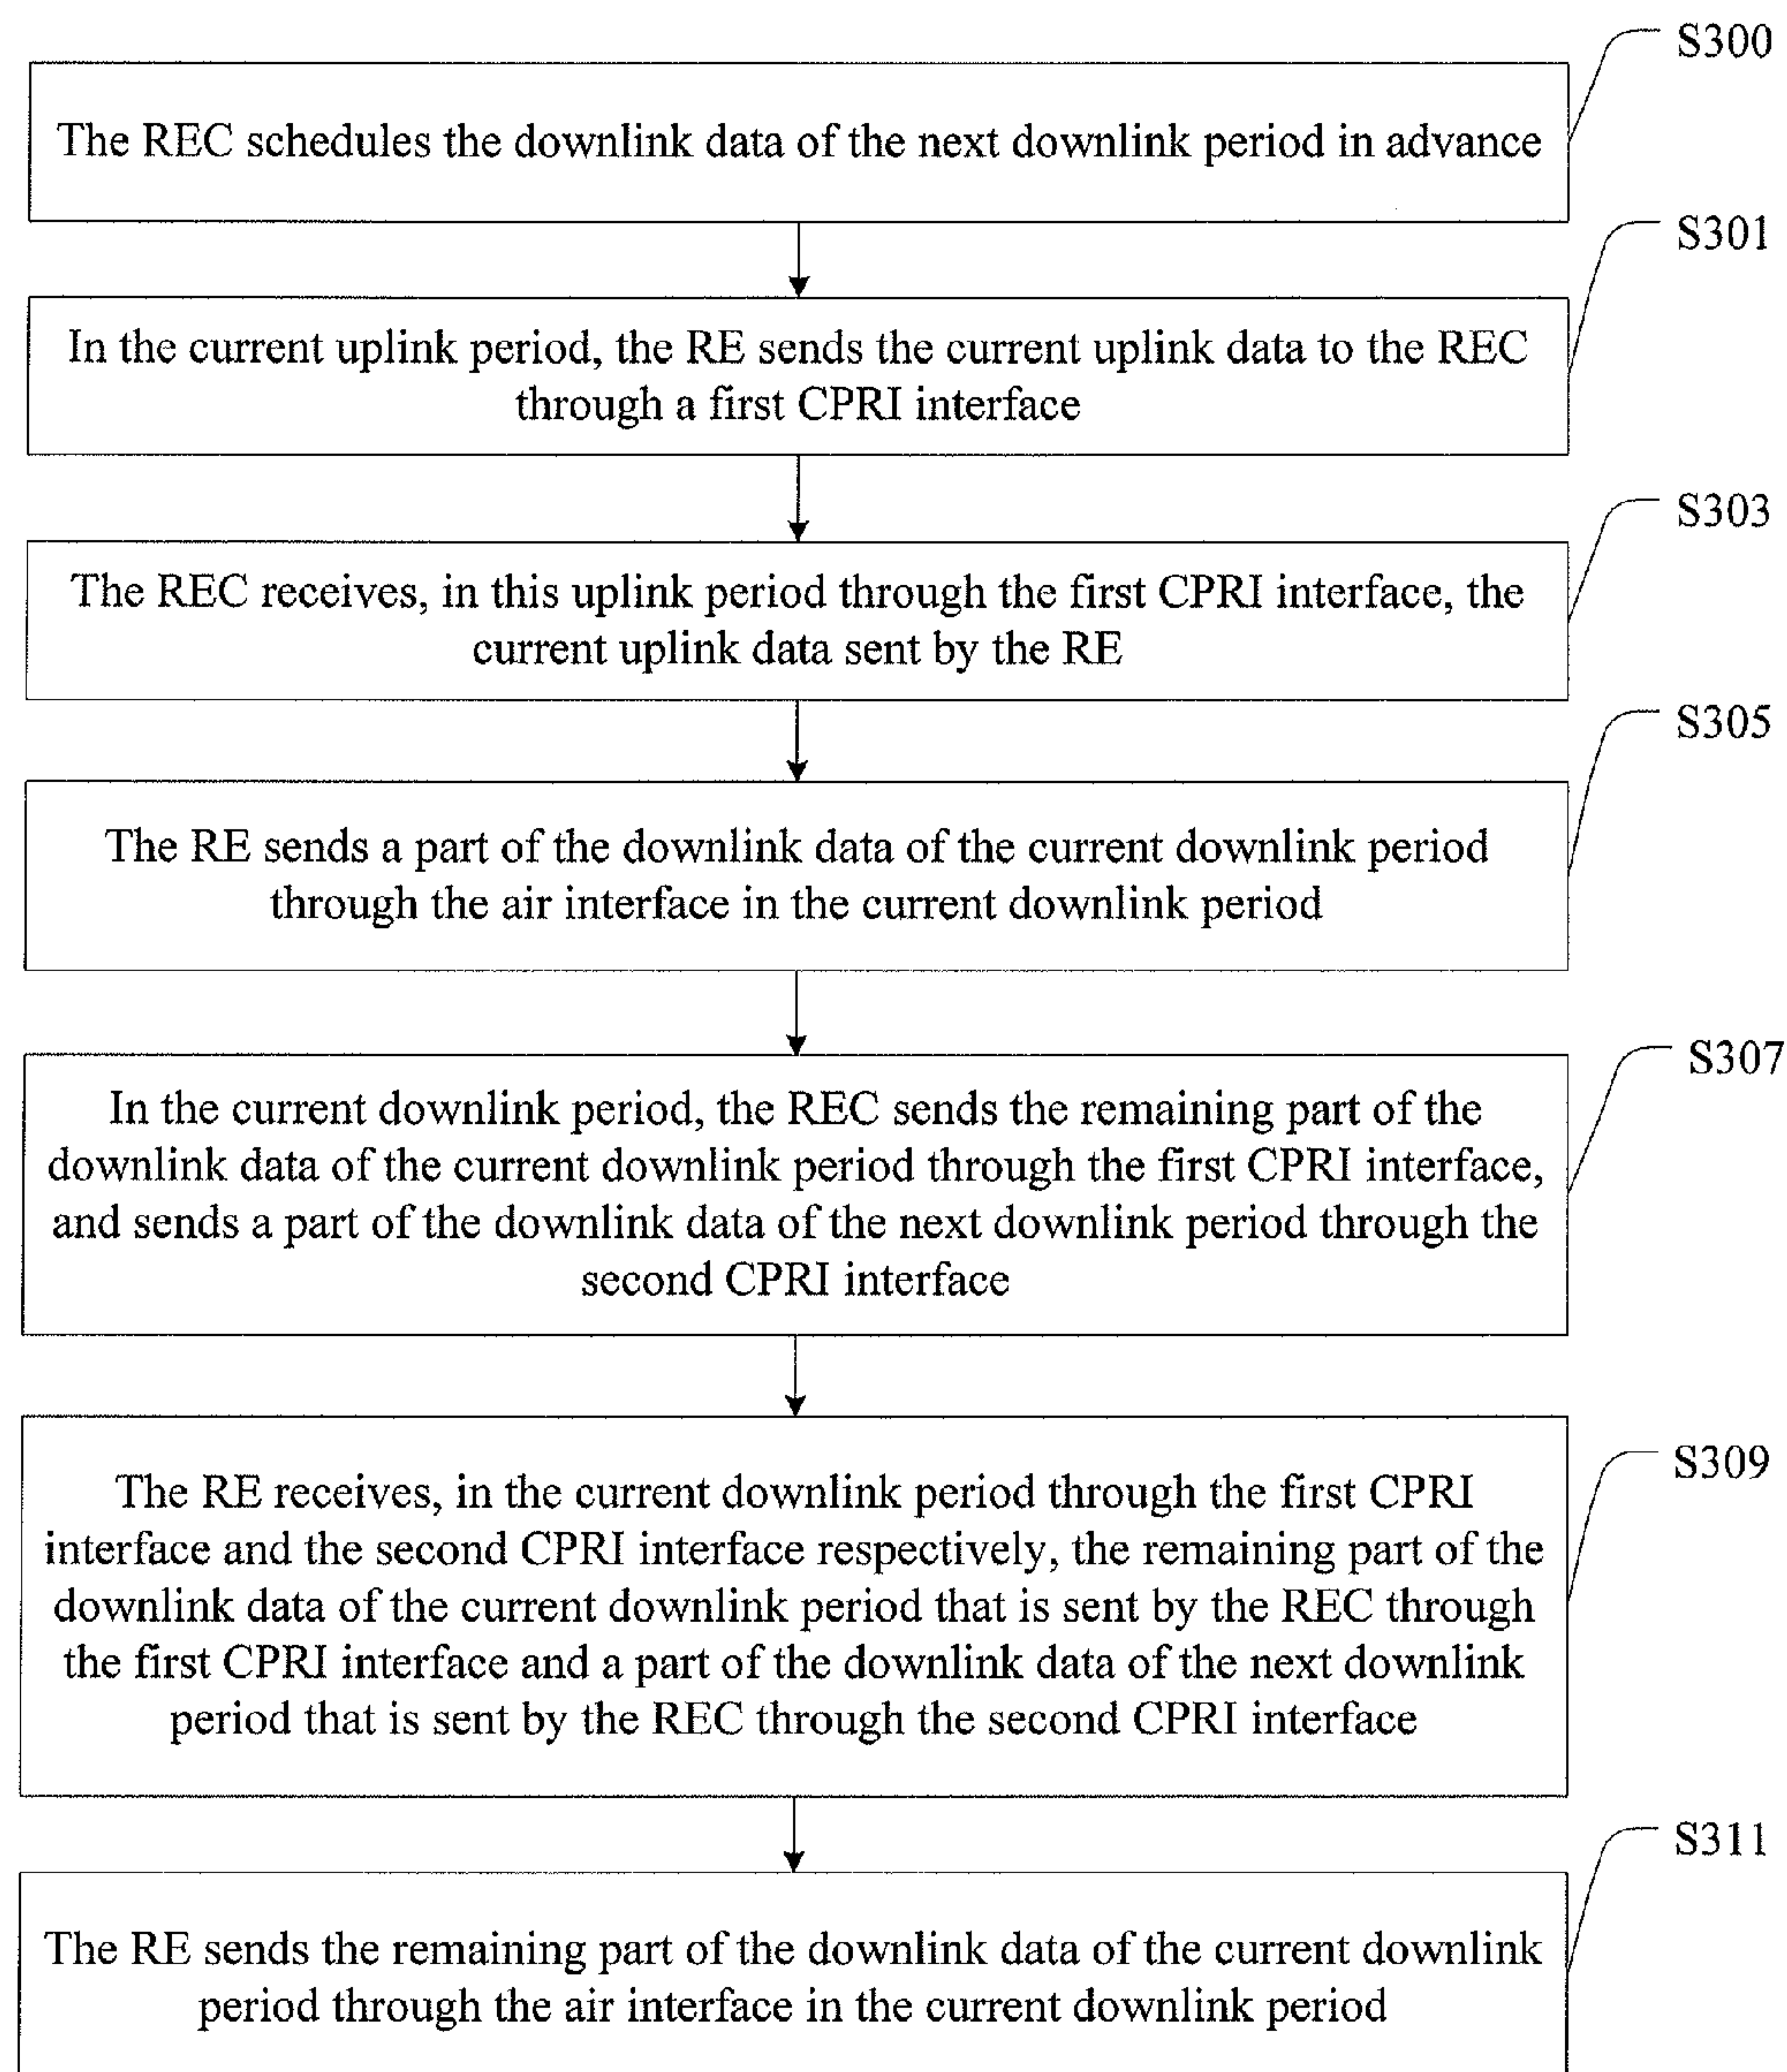 S300
The REC schedules the downlink data of the next downlink period in advance
S301
In the current uplink period, the RE sends the current uplink data to the REC
through a first CPRI interface
S303
The REC receives, in this uplink period through the first CPRI interface, the
current uplink data sent by the RE
S305
The RE sends a part of the downlink data of the current downlink period
through the air interface in the current downlink period
S307
In the current downlink period, the REC sends the remaining part of the
downlink data of the current downlink period through the first CPRI interface,
and sends a part of the downlink data of the next downlink period through the
second CPRI interface
S309
The RE receives, in the current downlink period through the first CPRI
interface and the second CPRI interface respectively, the remaining part of the
downlink data of the current downlink period that is sent by the REC through
the first CPRI interface and a part of the downlink data of the next downlink
period that is sent by the REC through the second CPRI interface
S311
The RE sends the remaining part of the downlink data of the current downlink
period through the air interface in the current downlink period